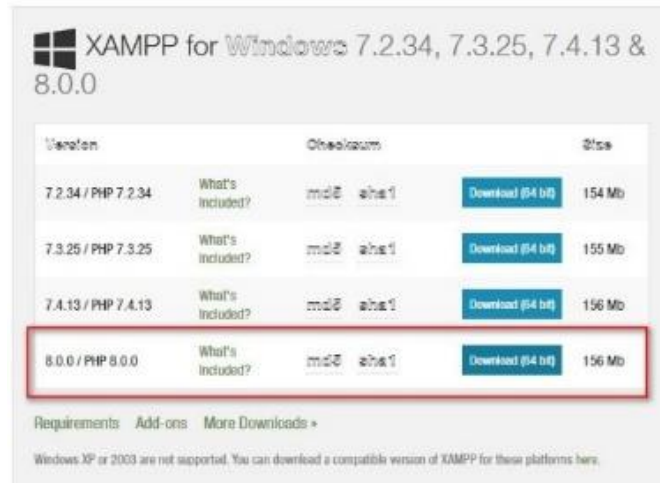 XAMPP for Windows 7.2.34, 7.3.25, 7.4.13 &
8.0.0
Version Checksum Size
7.2.34 / PHP 7.2.34 What's Included? md5 sha1 Download (64 bit) 154 Mb
7.3.25 / PHP 7.3.25 What's Included? md5 sha1 Download (64 bit) 155 Mb
7.4.13 / PHP 7.4.13 What's Included? md5 sha1 Download (64 bit) 156 Mb
8.0.0 / PHP 8.0.0 What's Included? md5 sha1 Download (64 bit) 156 Mb
Requirements Add-ons More Downloads »
Windows XP or 2003 are not supported. You can download a compatible version of XAMPP for these platforms here.